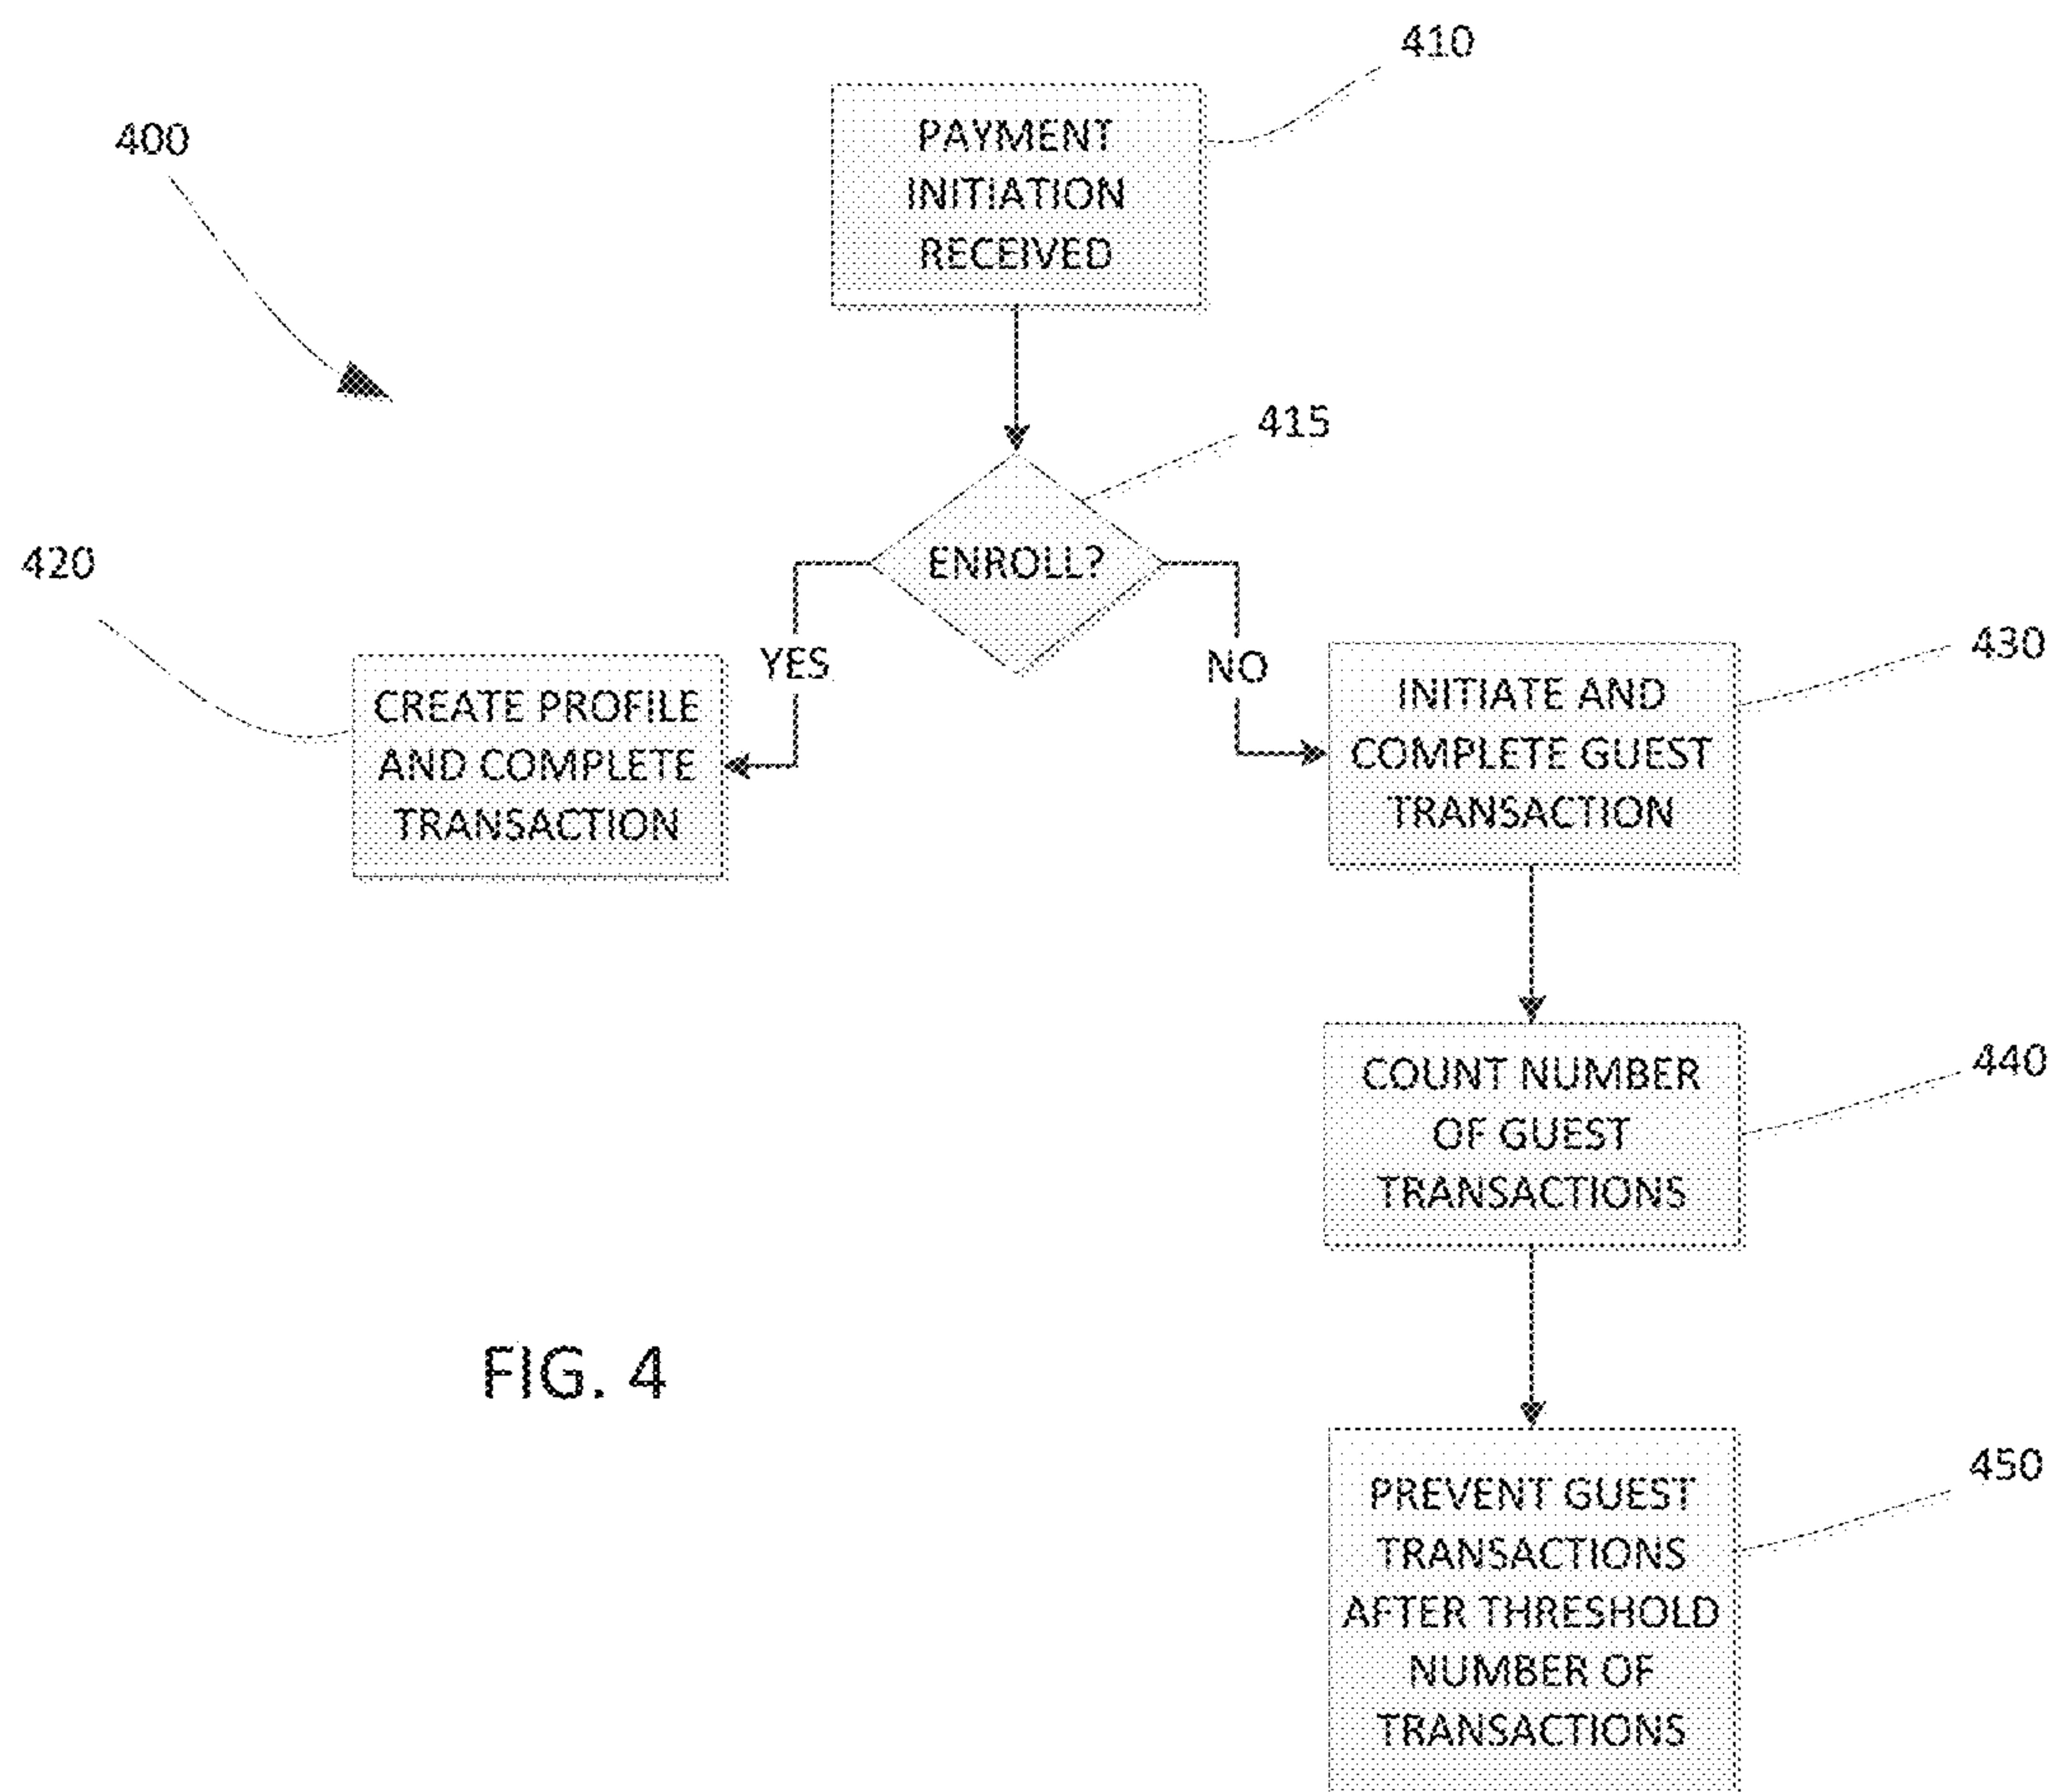 410
PAYMENT
INITIATION
RECEIVED
400
415
ENROLL?
420
YES
NO
430
CREATE PROFILE
AND COMPLETE
TRANSACTION
INITIATE AND
COMPLETE GUEST
TRANSACTION
440
COUNT NUMBER
OF GUEST
TRANSACTIONS
FIG. 4
450
PREVENT GUEST
TRANSACTIONS
AFTER THRESHOLD
NUMBER OF
TRANSACTIONS